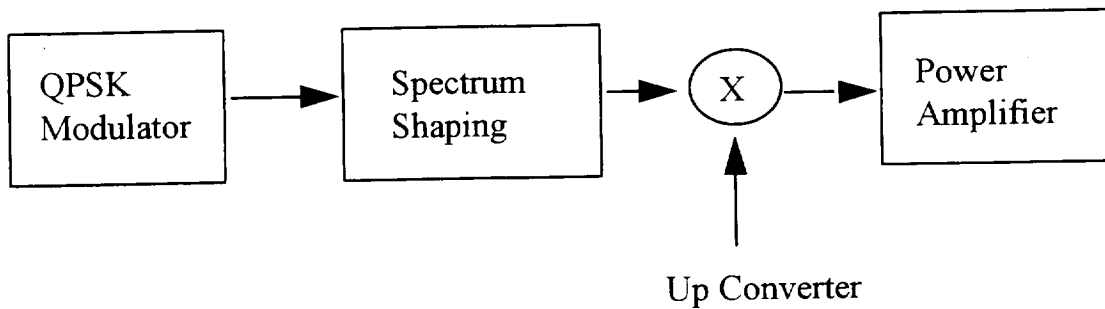 QPSK
Modulator
Spectrum
Shaping
X
Power
Amplifier
Up Converter